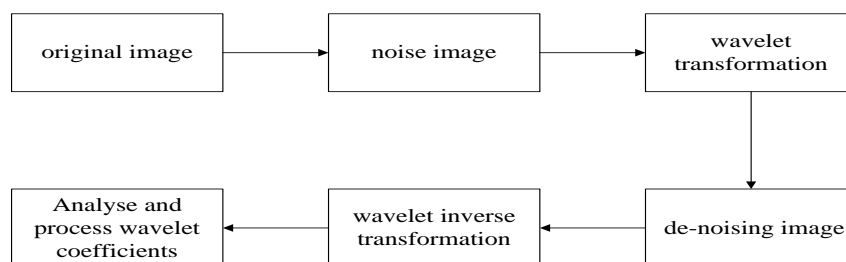 original image
noise image
wavelet
transformation
de-noising image
wavelet inverse
transformation
Analyse and
process wavelet
coefficients